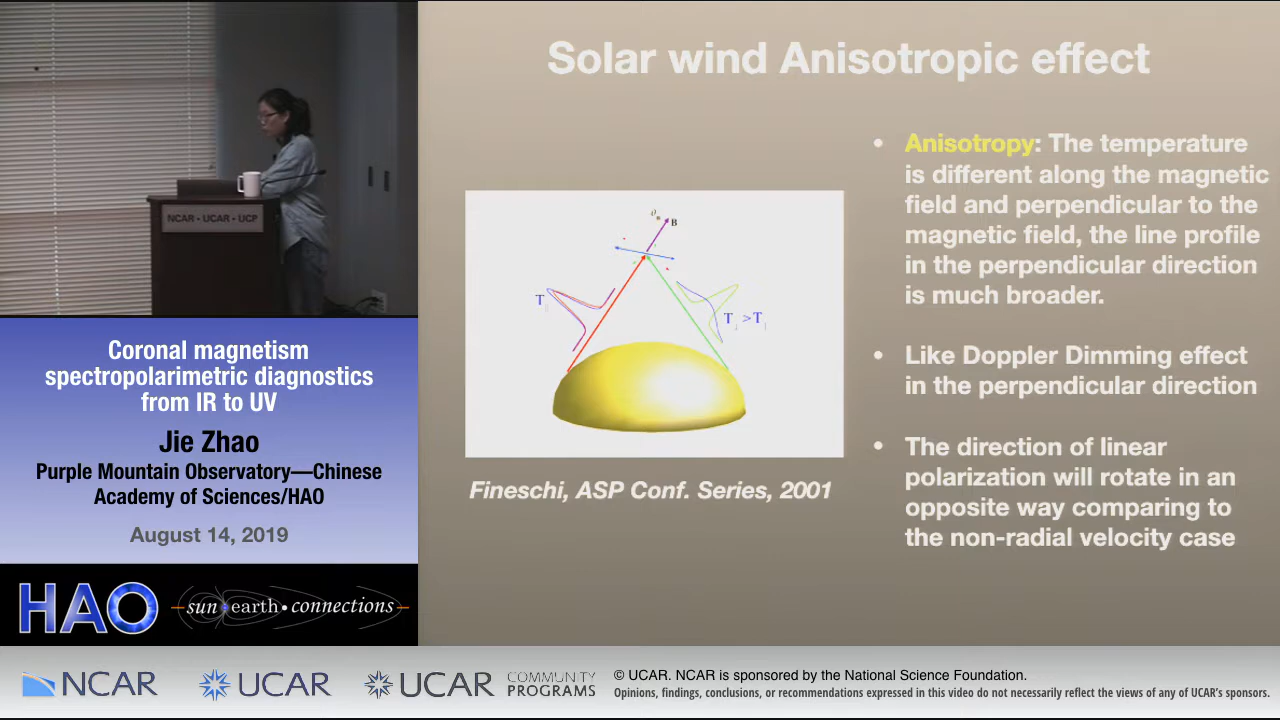 Solar wind Anisotropic effect
• Anisotropy: The temperature
is different along the magnetic
field and perpendicular to the
magnetic field, the line profile
in the perpendicular direction
is much broader.
• Like Doppler Dimming effect
in the perpendicular direction
• The direction of linear
polarization will rotate in an
opposite way comparing to
the non-radial velocity case
B
T
T > T
Fineschi, ASP Conf. Series, 2001
NCAR • UCAR • UCP
Coronal magnetism
spectropolarimetric diagnostics
from IR to UV
Jie Zhao
Purple Mountain Observatory—Chinese
Academy of Sciences/HAO
August 14, 2019
HAO
sun•earth•connections
NCAR
UCAR
UCAR
COMMUNITY
PROGRAMS
© UCAR. NCAR is sponsored by the National Science Foundation.
Opinions, findings, conclusions, or recommendations expressed in this video do not necessarily reflect the views of any of UCAR's sponsors.